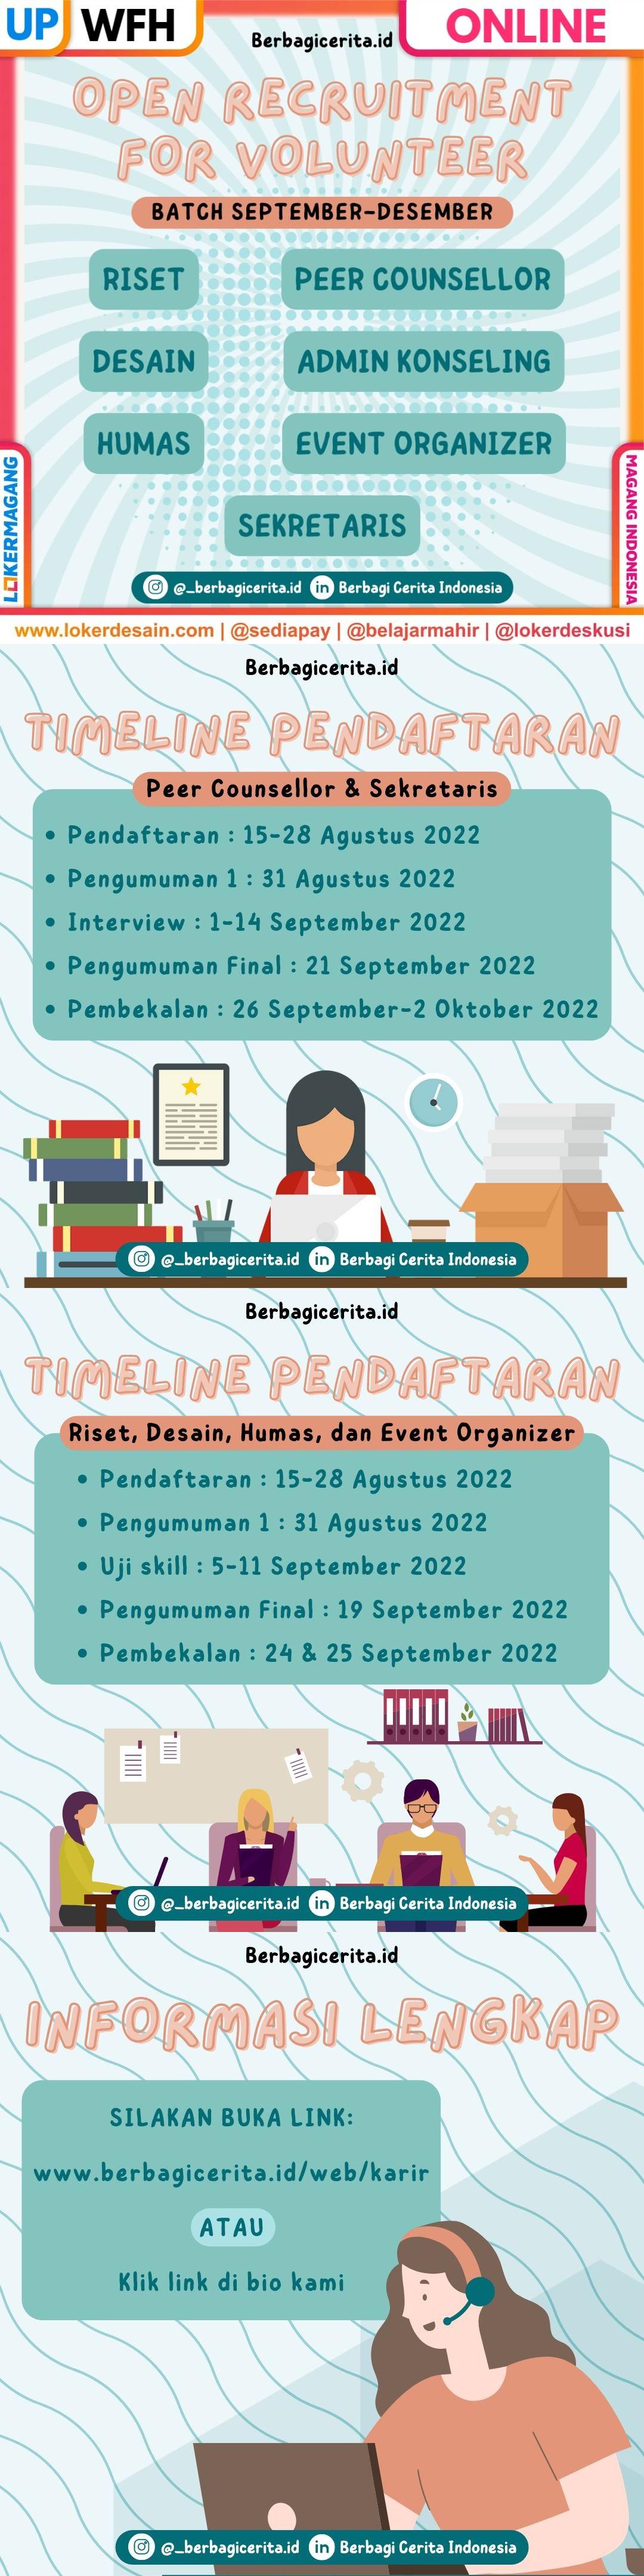 UP WFH
Berbagicerita.id
ONLINE
OPEN RECRUITMENT
FOR VOLUNTEER
BATCH SEPTEMBER-DESEMBER
RISET
PEER COUNSELLOR
DESAIN
ADMIN KONSELING
HUMAS
EVENT ORGANIZER
SEKRETARIS
LOKERMAGANG
MAGANG INDONESIA
@_berbagicerita.id in Berbagi Cerita Indonesia
www.lokerdesain.com | @sediapay | @belajarmahir | @lokerdeskusi
Berbagicerita.id
TIMELINE PENDAFTARAN
Peer Counsellor & Sekretaris
• Pendaftaran : 15-28 Agustus 2022
• Pengumuman 1 : 31 Agustus 2022
• Interview : 1-14 September 2022
• Pengumuman Final : 21 September 2022
• Pembekalan : 26 September-2 Oktober 2022
@_berbagicerita.id in Berbagi Cerita Indonesia
Berbagicerita.id
TIMELINE PENDAFTARAN
Riset, Desain, Humas, dan Event Organizer
• Pendaftaran : 15-28 Agustus 2022
• Pengumuman 1 : 31 Agustus 2022
• Uji skill : 5-11 September 2022
• Pengumuman Final : 19 September 2022
• Pembekalan : 24 & 25 September 2022
@_berbagicerita.id in Berbagi Cerita Indonesia
Berbagicerita.id
INFORMASI LENGKAP
SILAKAN BUKA LINK:
www.berbagicerita.id/web/karir
ATAU
Klik link di bio kami
@_berbagicerita.id in Berbagi Cerita Indonesia